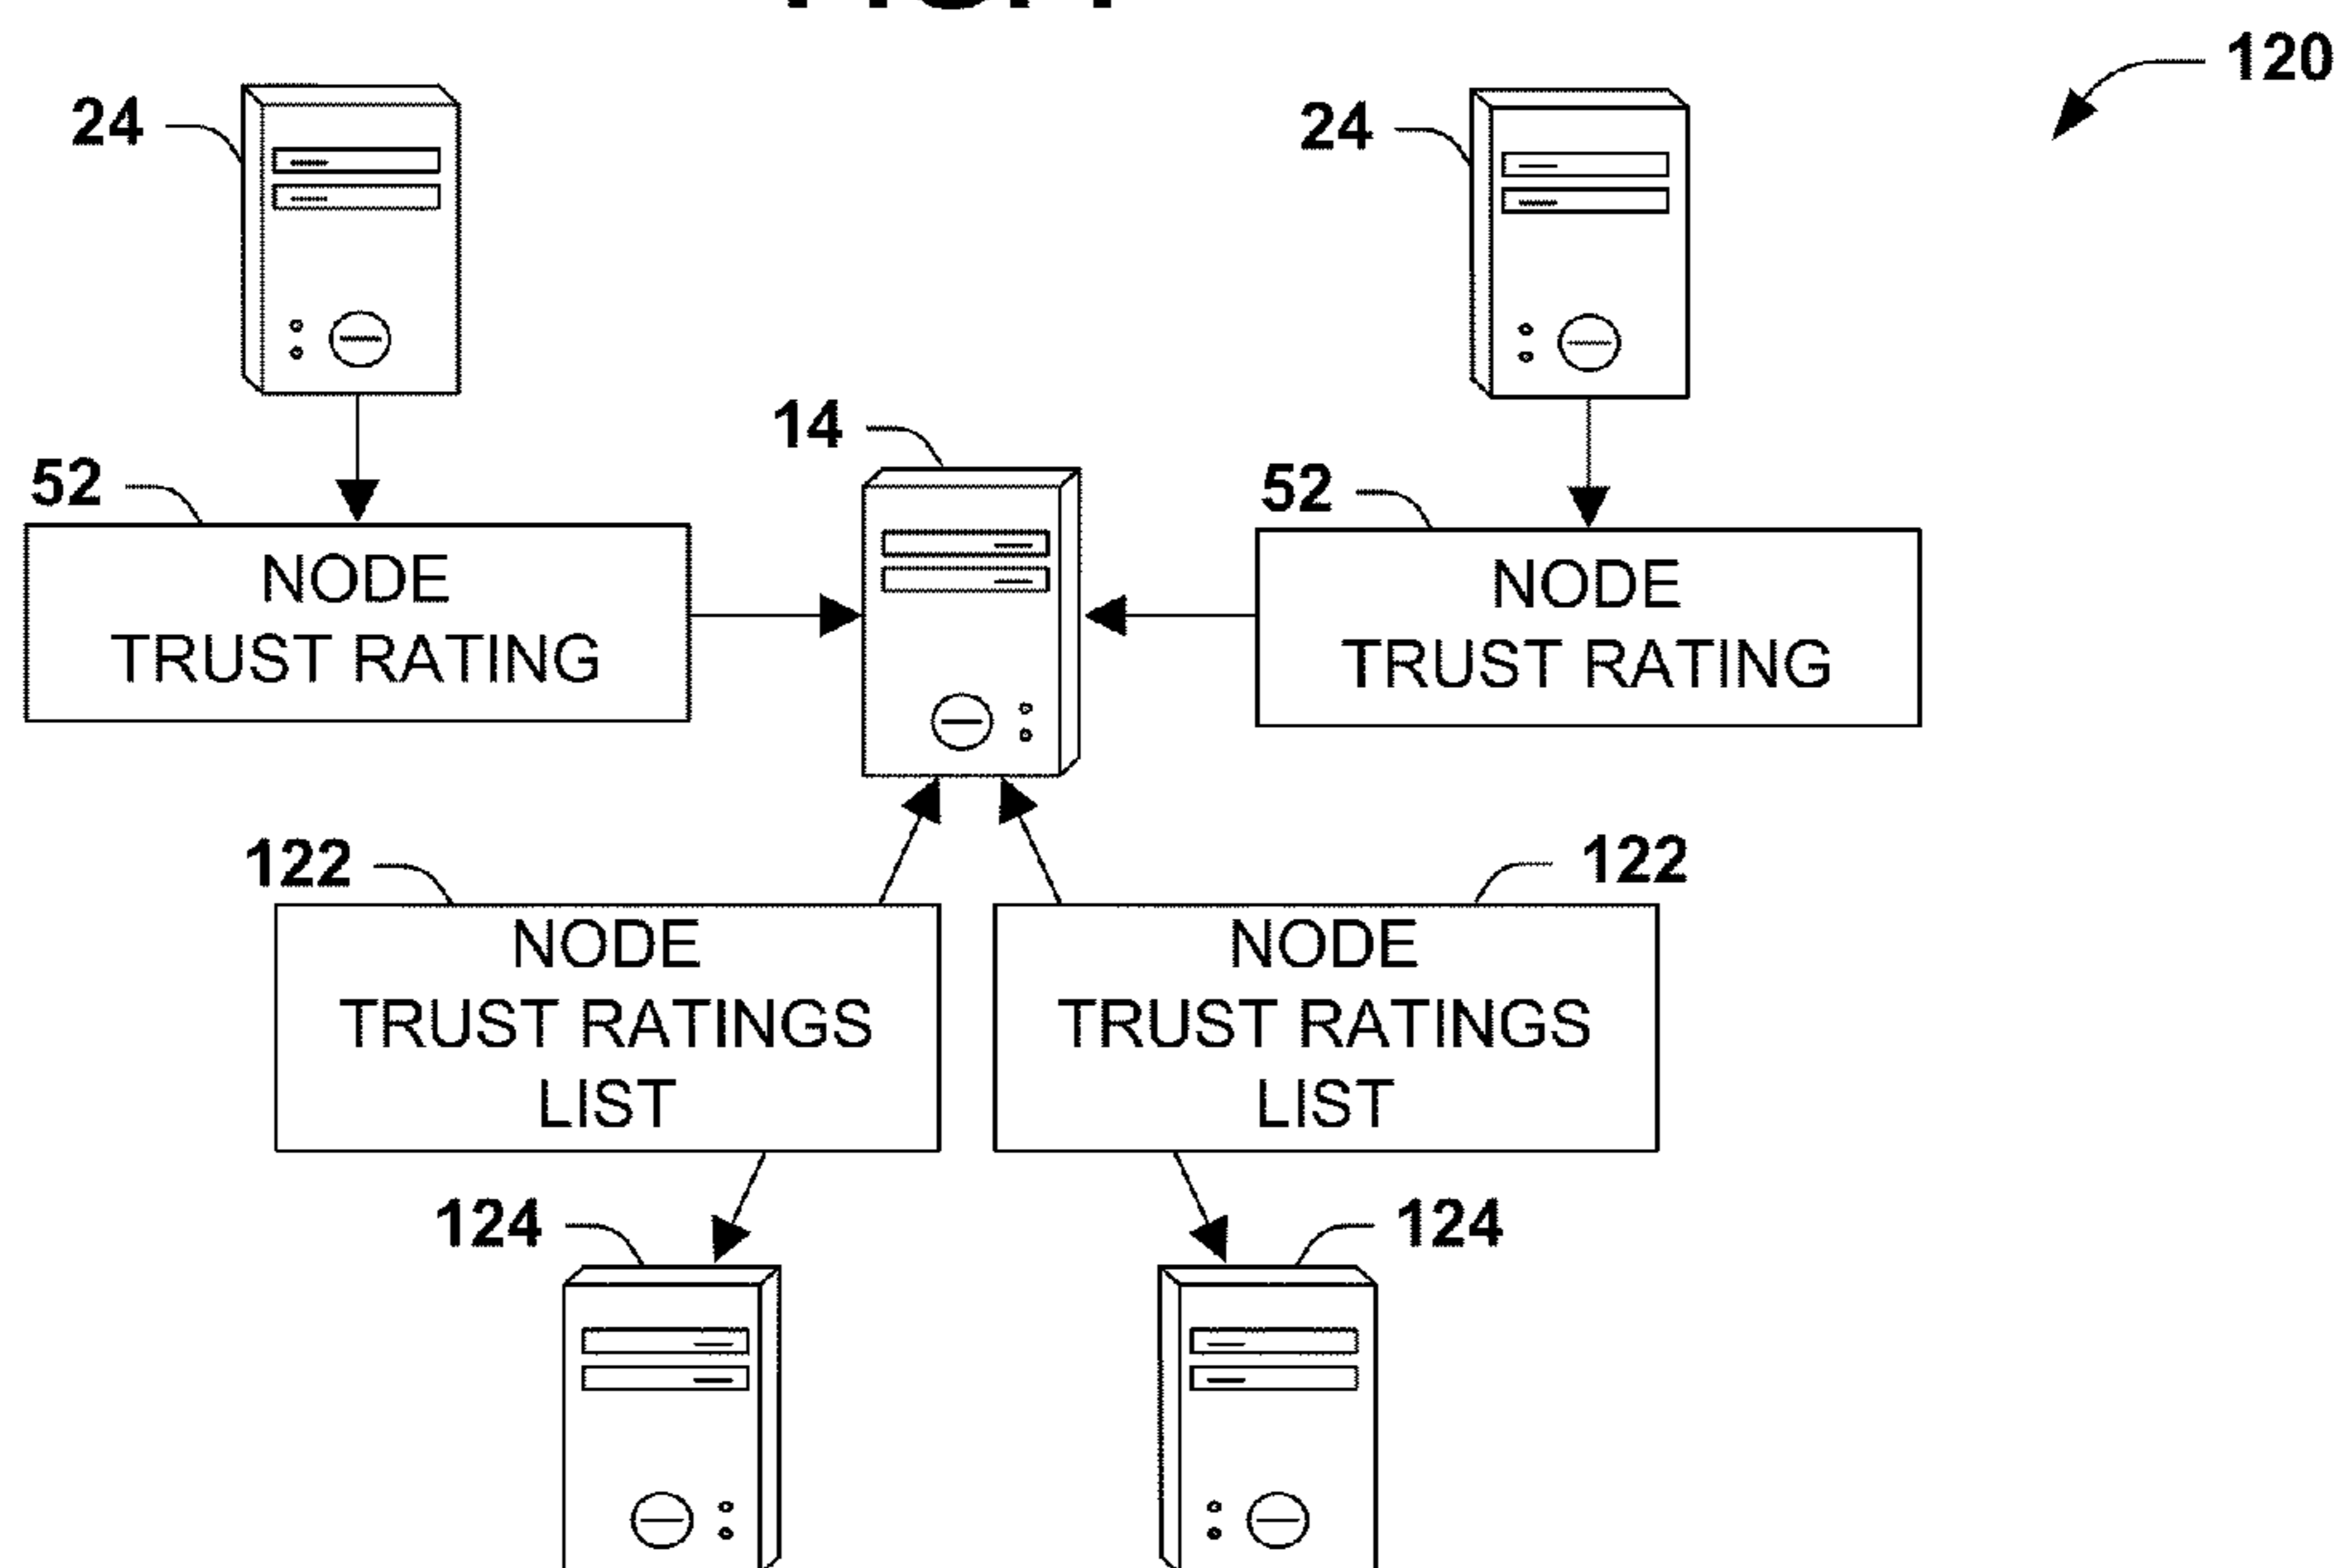 120
24
24
14
52
52
NODE
TRUST RATING
NODE
TRUST RATING
122
122
NODE
TRUST RATINGS
LIST
NODE
TRUST RATINGS
LIST
124
124